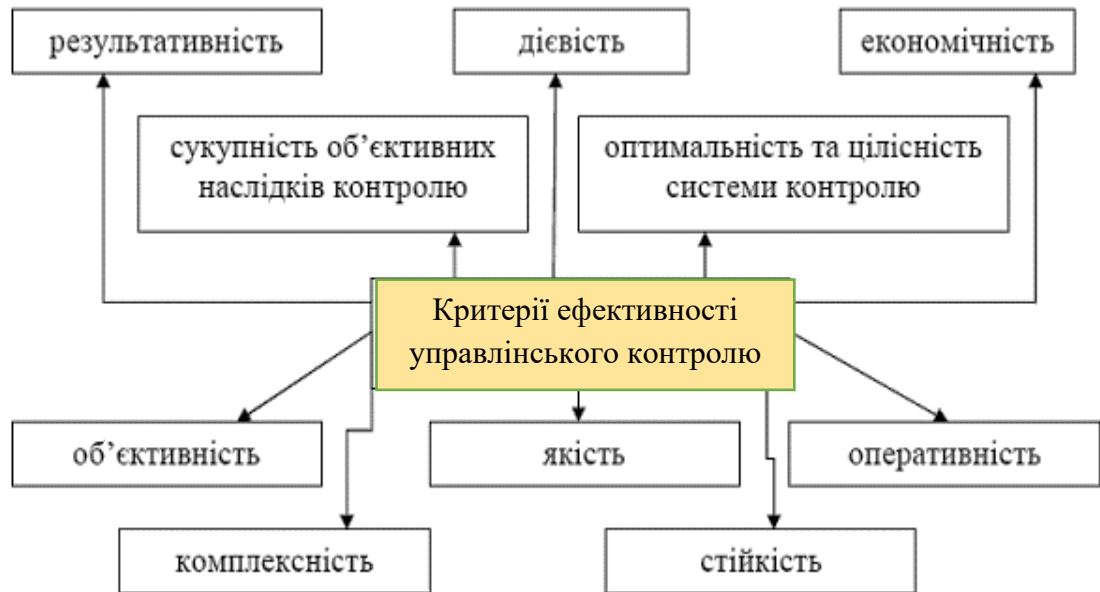 результативність
дієвість
економічність
сукупність об’єктивних
наслідків контролю
оптимальність та цілісність
системи контролю
Критерії ефективності
управлінського контролю
об’єктивність
якість
оперативність
комплексність
стійкість